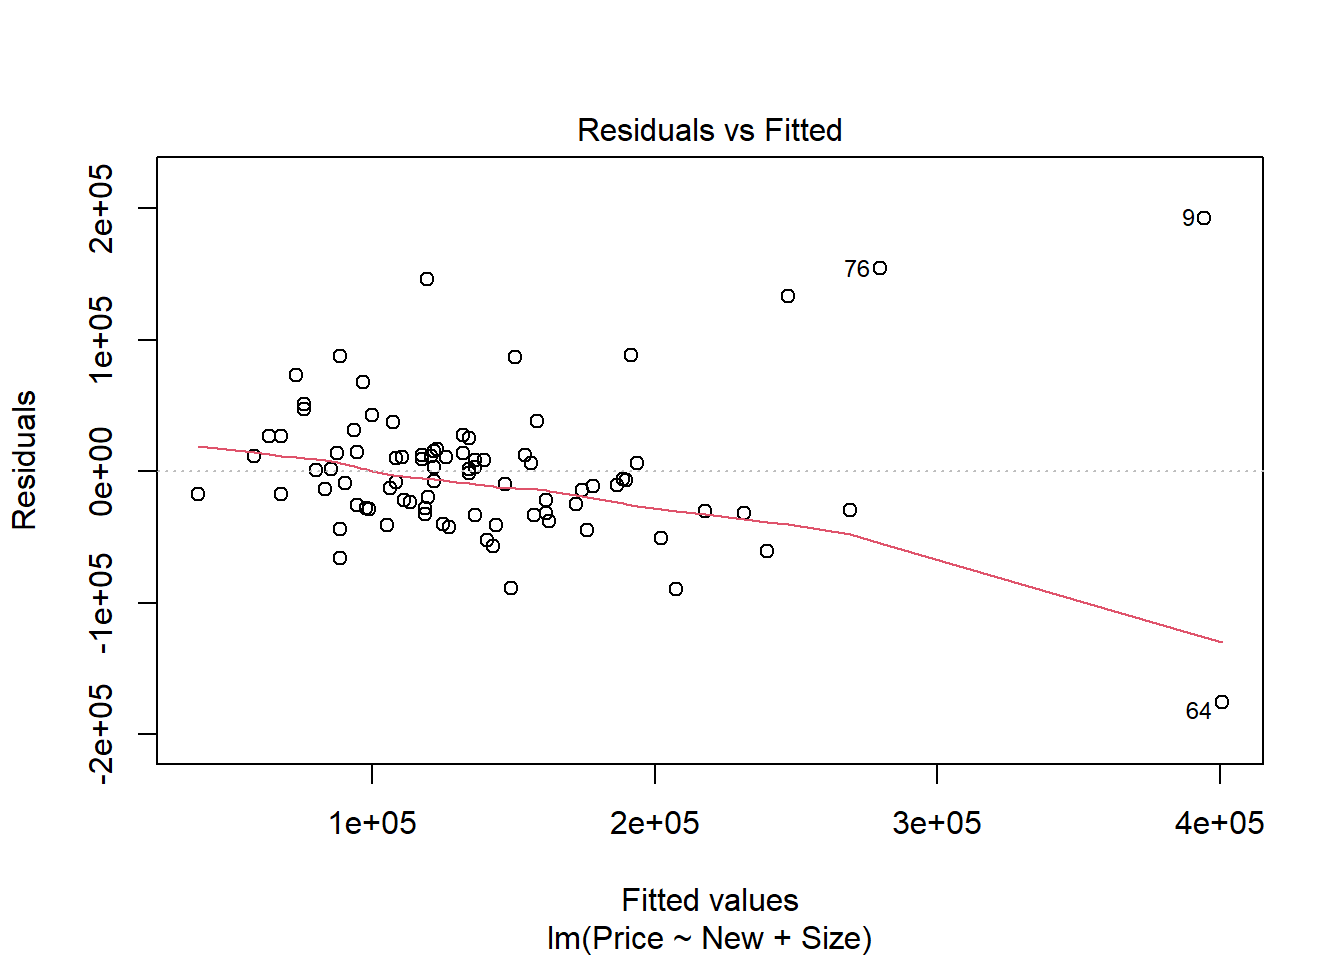 Residuals vs Fitted
Residuals
2e+05
1e+05
0e+00
-1e+05
-2e+05
9
76
64
1e+05
2e+05
3e+05
4e+05
Fitted values
lm(Price ~ New + Size)